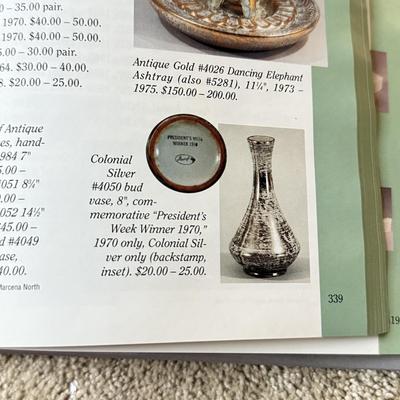 – 35.00 pair.
1970. $40.00 – 50.00.
1970. $40.00 – 50.00.
5.00 – 30.00 pair.
64. $30.00 – 40.00.
8. $20.00 – 25.00.
Antique Gold #4026 Dancing Elephant
Ashtray (also #5281), 11¼", 1973 –
1975. $150.00 – 200.00.
f Antique
es, hand-
984 7"
5.00 –
4051 8¾"
0.00 –
052 14½"
$45.00 –
d #4049
ease,
40.00.
Marcena North
PRESIDENT'S WEEK
WINNER 1970
Colonial
Silver
#4050 bud
vase, 8", com-
memorative "President's
Week Winner 1970,"
1970 only, Colonial Sil-
ver only (backstamp,
inset). $20.00 – 25.00.
339
19